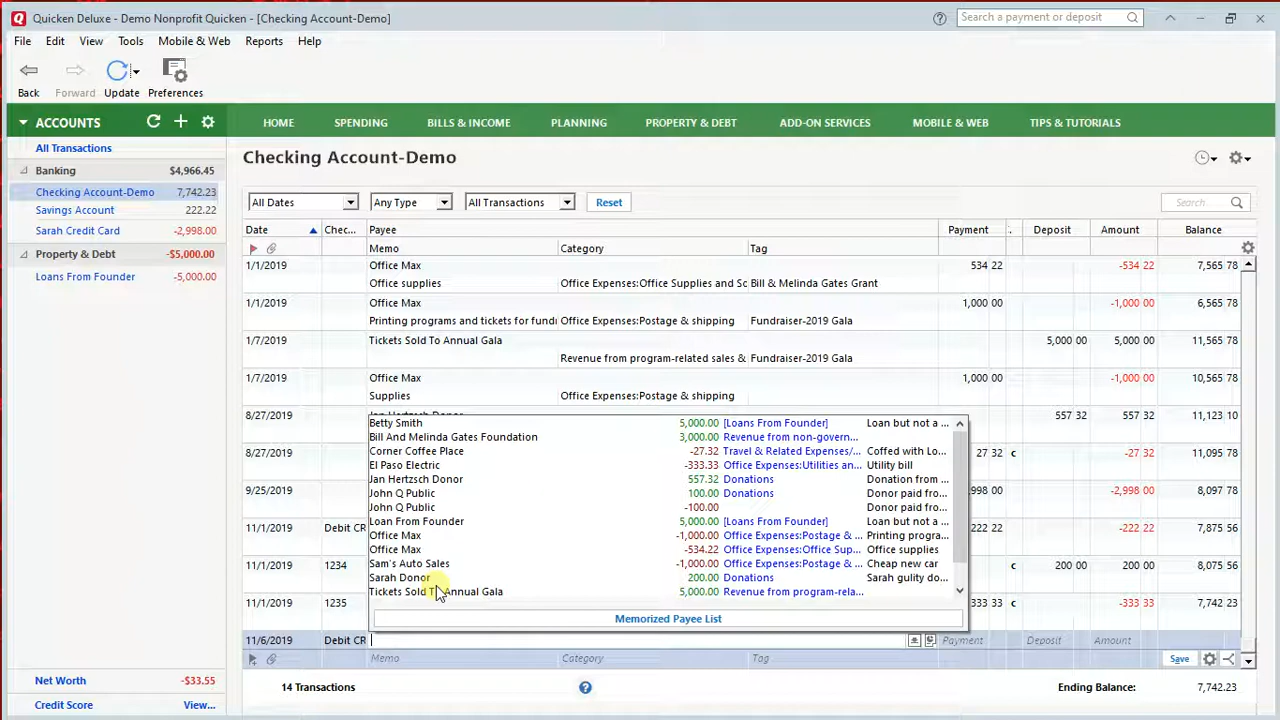 Quicken Deluxe - Demo Nonprofit Quicken - [Checking Account-Demo]
Search a payment or deposit
File Edit View Tools Mobile & Web Reports Help
Back Forward Update Preferences
ACCOUNTS
HOME SPENDING BILLS & INCOME PLANNING PROPERTY & DEBT ADD-ON SERVICES MOBILE & WEB TIPS & TUTORIALS
All Transactions
Banking $4,966.45
Checking Account-Demo 7,742.23
Savings Account 222.22
Sarah Credit Card -2,998.00
Property & Debt -$5,000.00
Loans From Founder -5,000.00
Net Worth -$33.55
Credit Score View...
Checking Account-Demo
All Dates Any Type All Transactions Reset Search...
Date Chec... Payee Payment . Deposit Amount Balance
Memo Category Tag
1/1/2019 Office Max 534 22 -534 22 7,565 78
Office supplies Office Expenses:Office Supplies and Sc Bill & Melinda Gates Grant
1/1/2019 Office Max 1,000 00 -1,000 00 6,565 78
Printing programs and tickets for fundr Office Expenses:Postage & shipping Fundraiser-2019 Gala
1/7/2019 Tickets Sold To Annual Gala 5,000 00 5,000 00 11,565 78
Revenue from program-related sales & Fundraiser-2019 Gala
1/7/2019 Office Max 1,000 00 -1,000 00 10,565 78
Supplies Office Expenses:Postage & shipping
8/27/2019 Jan Hertzsch Donor 557 32 557 32 11,123 10
8/27/2019 27 32 c -27 32 11,095 78
9/25/2019 998 00 -2,998 00 8,097 78
11/1/2019 Debit CR 222 22 -222 22 7,875 56
11/1/2019 1234 200 00 200 00 8,075 56
11/1/2019 1235 333 33 c -333 33 7,742 23
Betty Smith 5,000.00 [Loans From Founder] Loan but not a ...
Bill And Melinda Gates Foundation 3,000.00 Revenue from non-govern...
Corner Coffee Place -27.32 Travel & Related Expenses/... Coffed with Lo...
El Paso Electric -333.33 Office Expenses:Utilities an... Utility bill
Jan Hertzsch Donor 557.32 Donations Donation from ...
John Q Public 100.00 Donations Donor paid fro...
John Q Public -100.00 Donor paid fro...
Loan From Founder 5,000.00 [Loans From Founder] Loan but not a ...
Office Max -1,000.00 Office Expenses:Postage & ... Printing progra...
Office Max -534.22 Office Expenses:Office Sup... Office supplies
Sam's Auto Sales -1,000.00 Office Expenses:Postage & ... Cheap new car
Sarah Donor 200.00 Donations Sarah gulity do...
Tickets Sold To Annual Gala 5,000.00 Revenue from program-rela...
Memorized Payee List
11/6/2019 Debit CR Payment Deposit Amount
Memo Category Tag Save
14 Transactions Ending Balance: 7,742.23